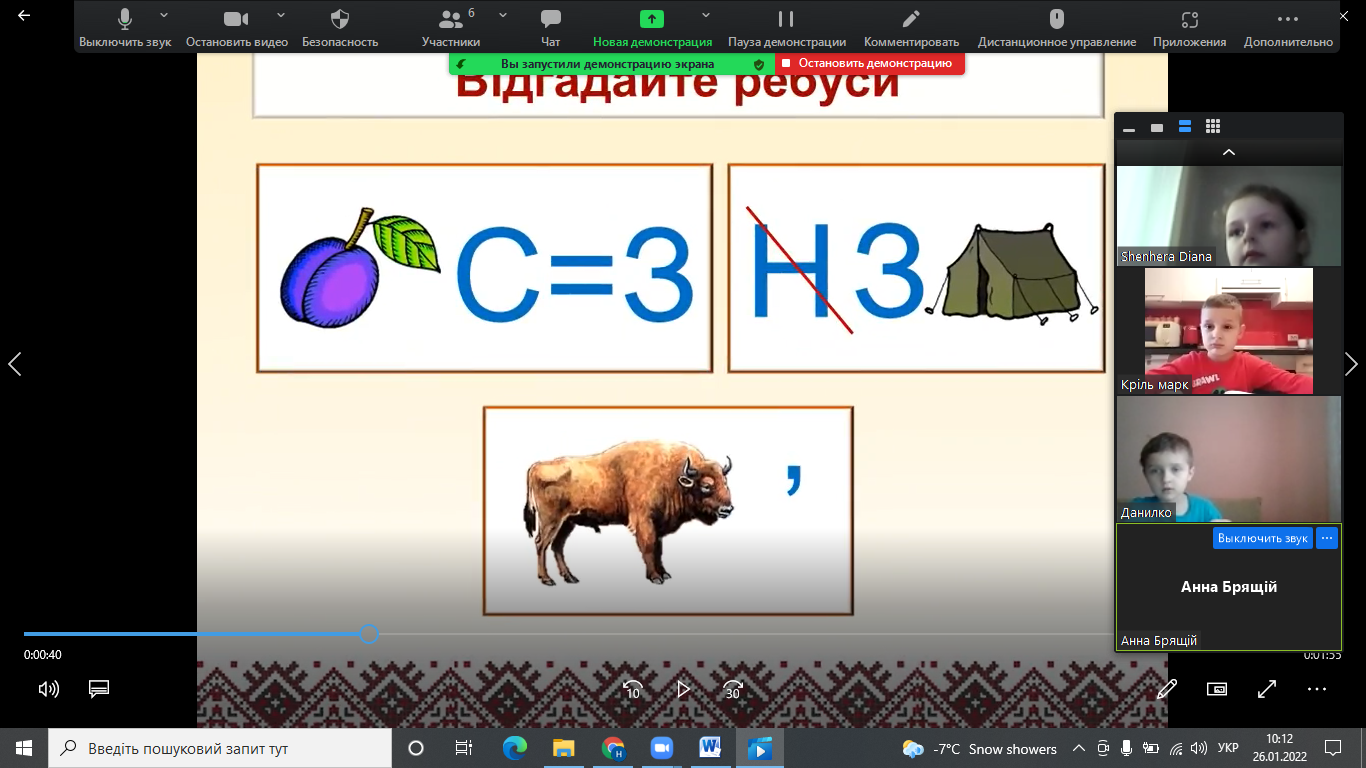 6
Выключить звук
Остановить видео
Безопасность
Участники
Чат
Новая демонстрация
Пауза демонстрации
Комментировать
Дистанционное управление
Приложения
Дополнительно
Вы запустили демонстрацию экрана
Остановить демонстрацию
Відгадайте ребуси
С=З
Н З
,
Shenhera Diana
BRAWL
Кріль марк
Данилко
Выключить звук
Анна Брящій
Анна Брящій
0:00:40
0:01:55
10
30
Введіть пошуковий запит тут
-7°C Snow showers
УКР
10:12
26.01.2022